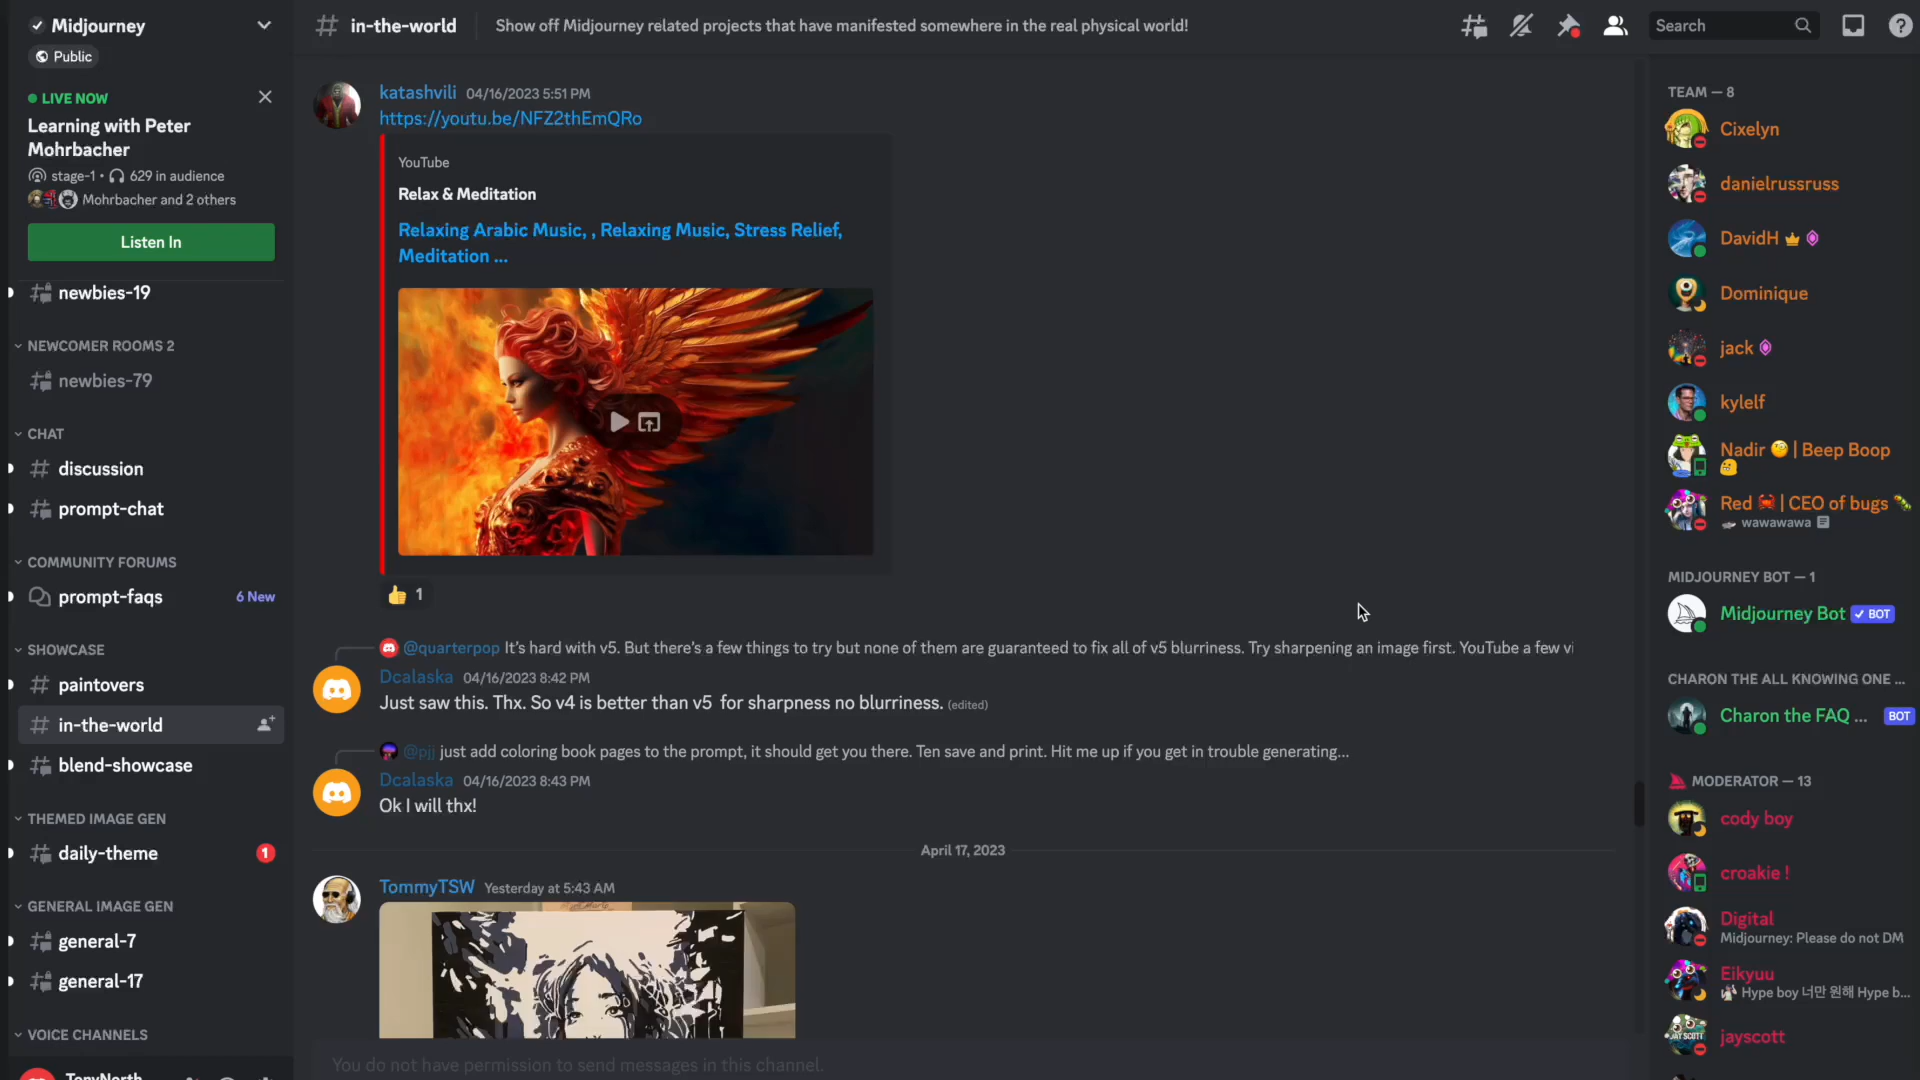 Midjourney
Public
LIVE NOW
Learning with Peter
Mohrbacher
stage-1 • 629 in audience
Mohrbacher and 2 others
Listen In
newbies-19
NEWCOMER ROOMS 2
newbies-79
CHAT
discussion
prompt-chat
COMMUNITY FORUMS
prompt-faqs 6 New
SHOWCASE
paintovers
in-the-world
blend-showcase
THEMED IMAGE GEN
daily-theme 1
GENERAL IMAGE GEN
general-7
general-17
VOICE CHANNELS
TonyNorth
in-the-world
Show off Midjourney related projects that have manifested somewhere in the real physical world!
Search
katashvili 04/16/2023 5:51 PM
https://youtu.be/NFZ2thEmQRo
YouTube
Relax & Meditation
Relaxing Arabic Music, , Relaxing Music, Stress Relief,
Meditation ...
1
@quarterpop It's hard with v5. But there's a few things to try but none of them are guaranteed to fix all of v5 blurriness. Try sharpening an image first. YouTube a few vi
Dcalaska 04/16/2023 8:42 PM
Just saw this. Thx. So v4 is better than v5 for sharpness no blurriness. (edited)
@pjj just add coloring book pages to the prompt, it should get you there. Ten save and print. Hit me up if you get in trouble generating...
Dcalaska 04/16/2023 8:43 PM
Ok I will thx!
April 17, 2023
TommyTSW Yesterday at 5:43 AM
You do not have permission to send messages in this channel.
TEAM — 8
Cixelyn
danielrussruss
DavidH
Dominique
jack
kylelf
Nadir | Beep Boop
Red | CEO of bugs
wawawawa
MIDJOURNEY BOT — 1
Midjourney Bot BOT
CHARON THE ALL KNOWING ONE ...
Charon the FAQ ... BOT
MODERATOR — 13
cody boy
croakie !
Digital
Midjourney: Please do not DM
Eikyuu
Hype boy 너만 원해 Hype b...
jayscott